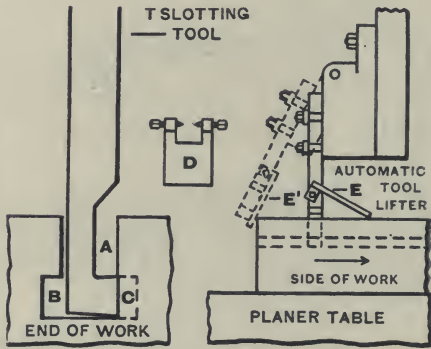 T SLOTTING
TOOL
D
A
B
C
END OF WORK
E
E'
AUTOMATIC
TOOL
LIFTER
SIDE OF WORK
PLANER TABLE